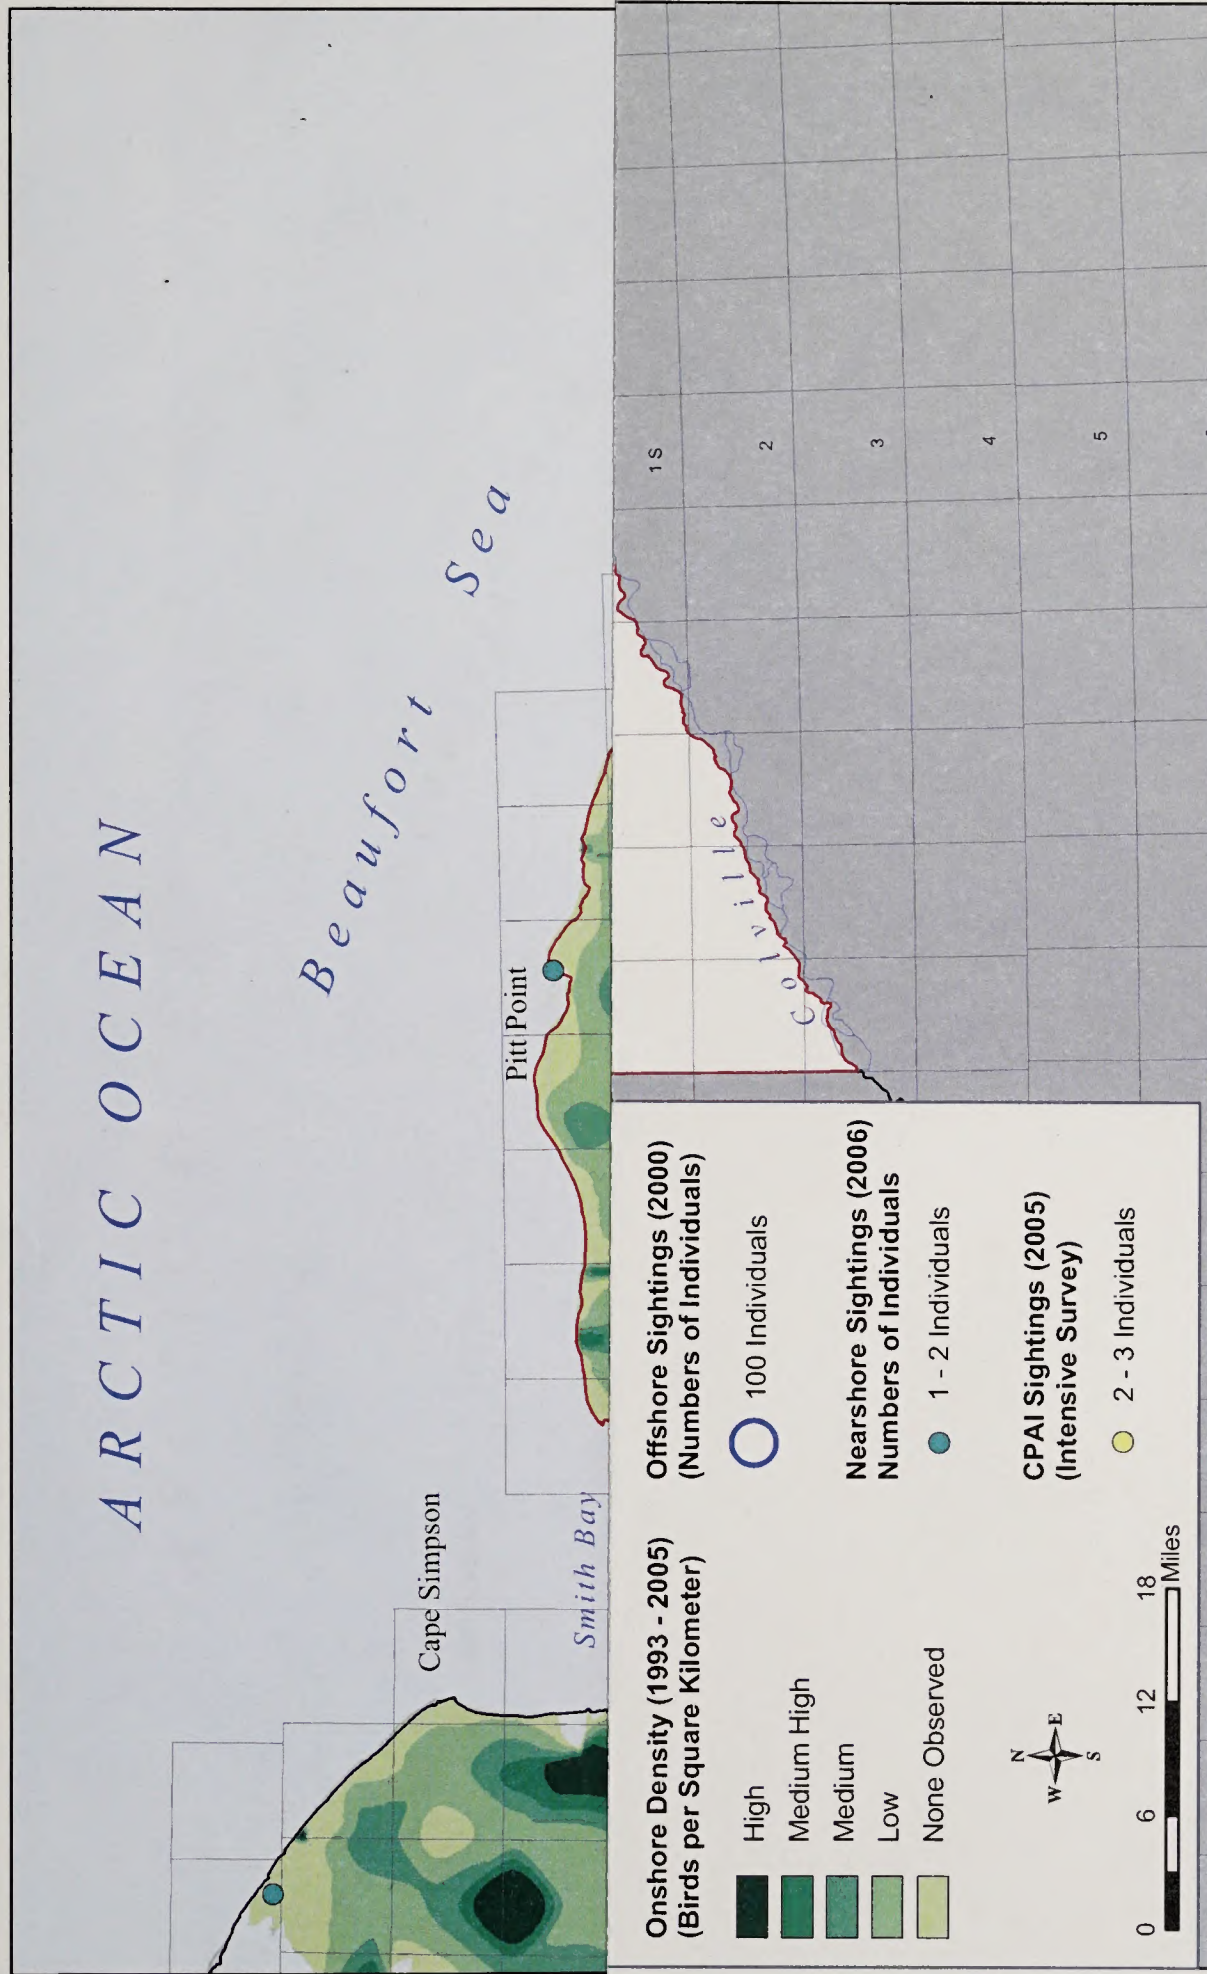 ARCTIC OCEAN
Beaufort Sea
Cape Simpson
Pitt Point
Smith Bay
Colville
1 S
2
3
4
5
Onshore Density (1993 - 2005)
(Birds per Square Kilometer)
High
Medium High
Medium
Low
None Observed
N
W
E
S
0
6
12
18
Miles
Offshore Sightings (2000)
(Numbers of Individuals)
100 Individuals
Nearshore Sightings (2006)
Numbers of Individuals
1 - 2 Individuals
CPAI Sightings (2005)
(Intensive Survey)
2 - 3 Individuals